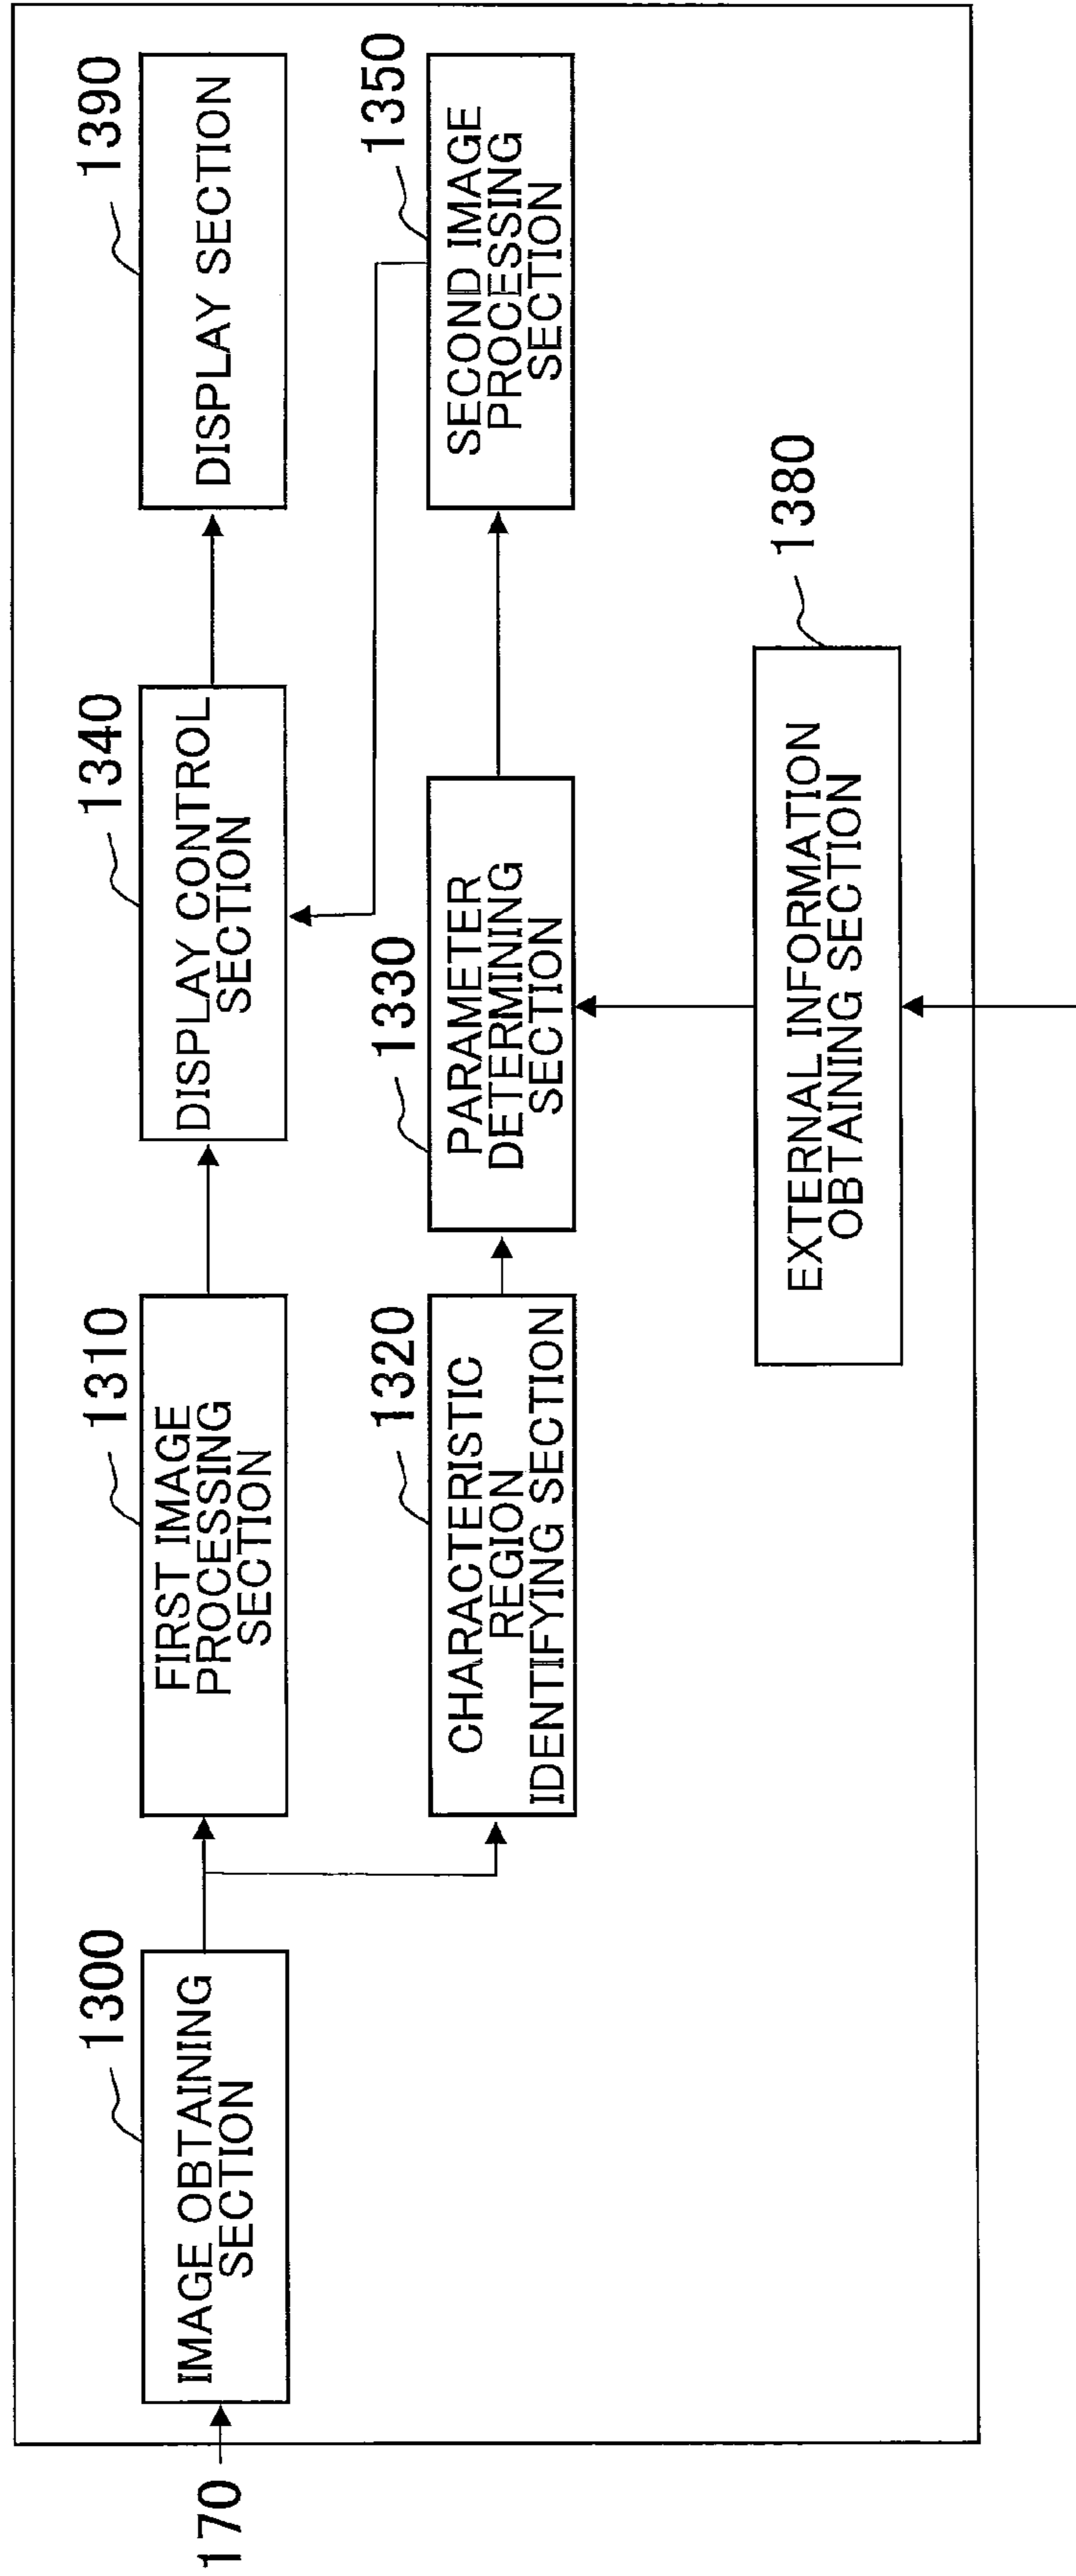 170
1300
IMAGE OBTAINING
SECTION
1310
FIRST IMAGE
PROCESSING
SECTION
1340
DISPLAY CONTROL
SECTION
1390
DISPLAY SECTION
1320
CHARACTERISTIC
REGION
IDENTIFYING SECTION
1330
PARAMETER
DETERMINING
SECTION
1350
SECOND IMAGE
PROCESSING
SECTION
1380
EXTERNAL INFORMATION
OBTAINING SECTION